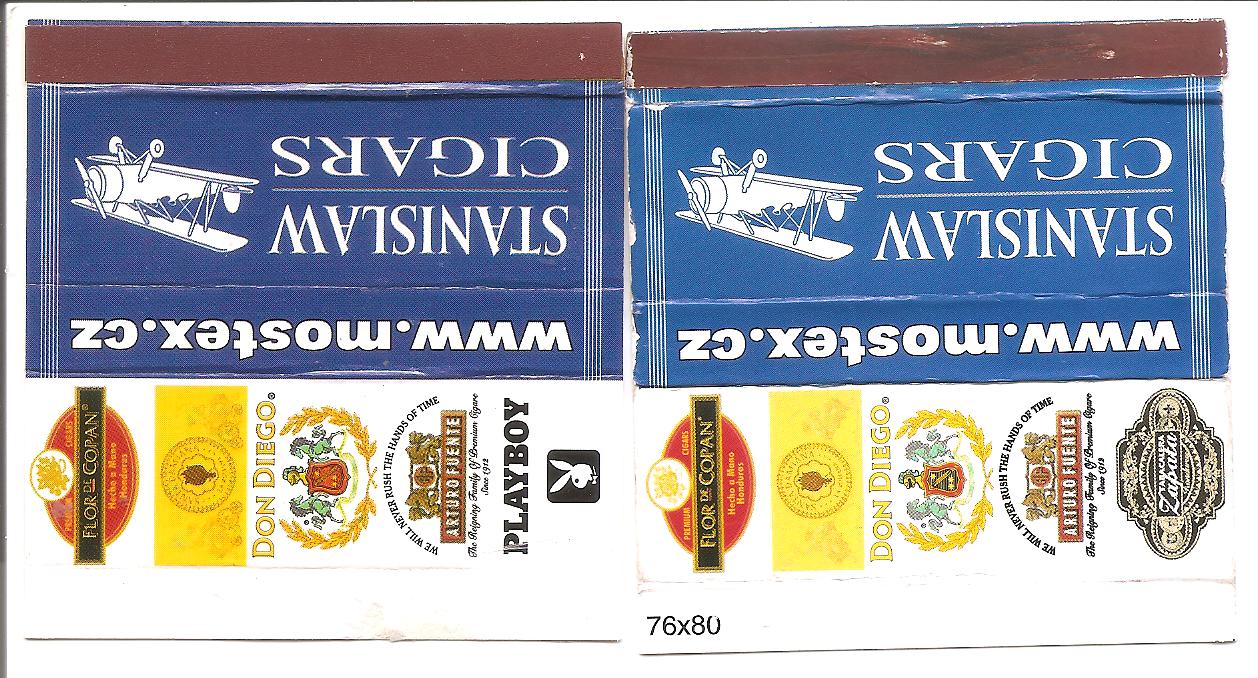 STANISLAW
CIGARS
www.mostex.cz
PREMIUM CIGARS
FLOR DE COPAN®
Hecho a Mano
Honduras
DON DIEGO®
WE WILL NEVER RUSH THE HANDS OF TIME
ARTURO FUENTE
The Reigning Family Of Premium Cigars
Since 1912
PLAYBOY
STANISLAW
CIGARS
www.mostex.cz
PREMIUM CIGARS
FLOR DE COPAN®
Hecho a Mano
Honduras
DON DIEGO®
WE WILL NEVER RUSH THE HANDS OF TIME
ARTURO FUENTE
The Reigning Family Of Premium Cigars
Since 1912
Zapata
76x80